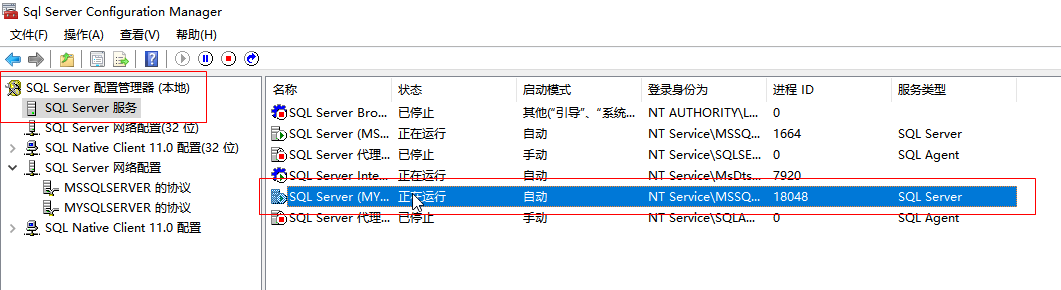 Sql Server Configuration Manager
文件(F) 操作(A) 查看(V) 帮助(H)
SQL Server 配置管理器 (本地)
SQL Server 服务
SQL Server 网络配置(32 位)
SQL Native Client 11.0 配置(32 位)
SQL Server 网络配置
MSSQLSERVER 的协议
MYSQLSERVER 的协议
SQL Native Client 11.0 配置
名称 状态 启动模式 登录身份为 进程 ID 服务类型
SQL Server Bro... 已停止 其他("引导"、"系统... NT AUTHORITY\L... 0
SQL Server (MS... 正在运行 自动 NT Service\MSSQ... 1664 SQL Server
SQL Server 代理... 已停止 手动 NT Service\SQLSE... 0 SQL Agent
SQL Server Inte... 正在运行 自动 NT Service\MsDts... 7920
SQL Server (MY... 正在运行 自动 NT Service\MSSQ... 18048 SQL Server
SQL Server 代理... 已停止 手动 NT Service\SQLA... 0 SQL Agent